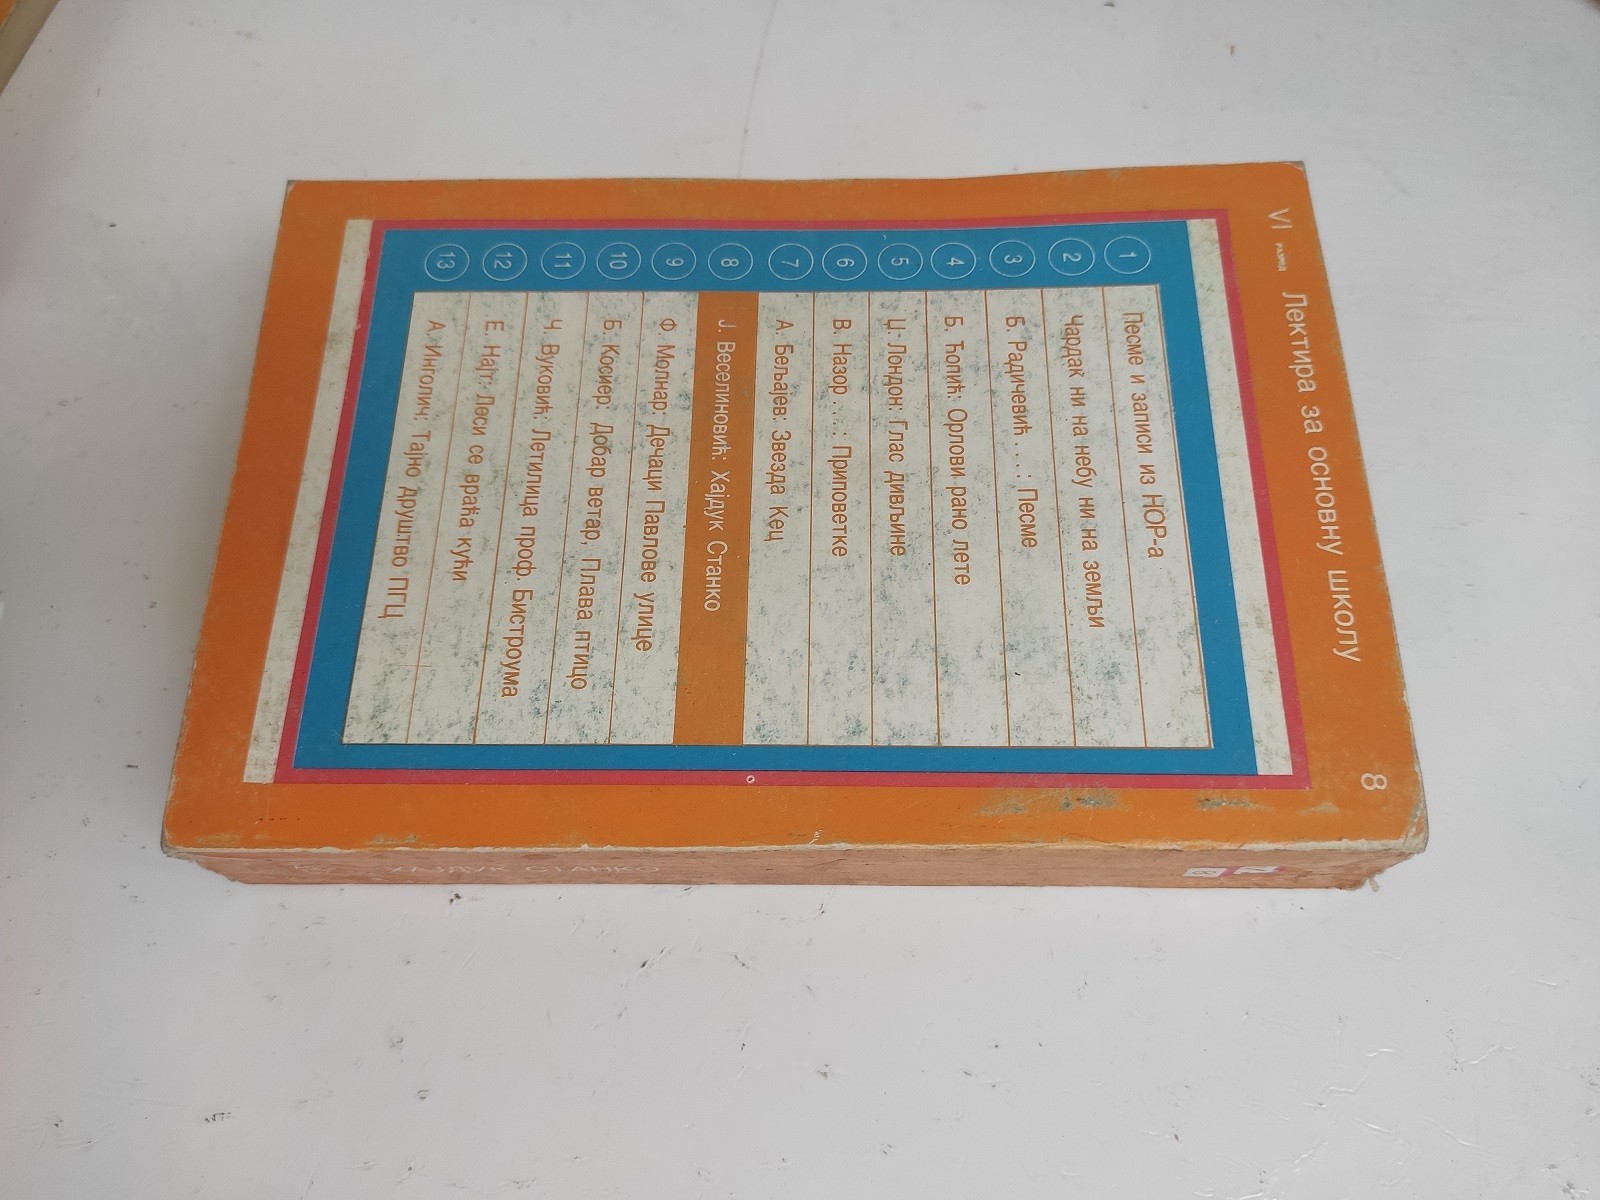 VI РАЗРЕД Лектира за основну школу 8
1 Песме и записи из НОР-а
2 Чардак ни на небу ни на земљи
3 Б. Радичевић . . . : Песме
4 Б. Ћопић: Орлови рано лете
5 Џ. Лондон: Глас дивљине
6 В. Назор . . . : Приповетке
7 А. Бељајев: Звезда Кец
8 Ј. Веселиновић: Хајдук Станко
9 Ф. Молнар: Дечаци Павлове улице
10 Б. Косиер: Добар ветар, Плава птицо
11 Ч. Вуковић: Летилица проф. Бистроума
12 Е. Најт: Леси се враћа кући
13 А. Инголич: Тајно друштво ПГЦ
ХАЈДУК СТАНКО
8